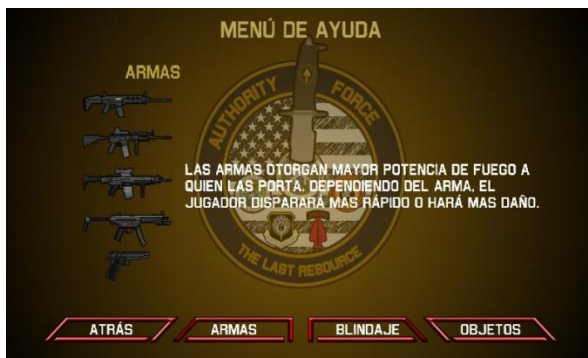 MENÚ DE AYUDA
ARMAS
AUTHORITY FORCE
LAS ARMAS OTORGAN MAYOR POTENCIA DE FUEGO A
QUIEN LAS PORTA. DEPENDIENDO DEL ARMA, EL
JUGADOR DISPARARÁ MAS RÁPIDO O HARÁ MAS DAÑO.
THE LAST RESOURCE
ATRÁS
ARMAS
BLINDAJE
OBJETOS